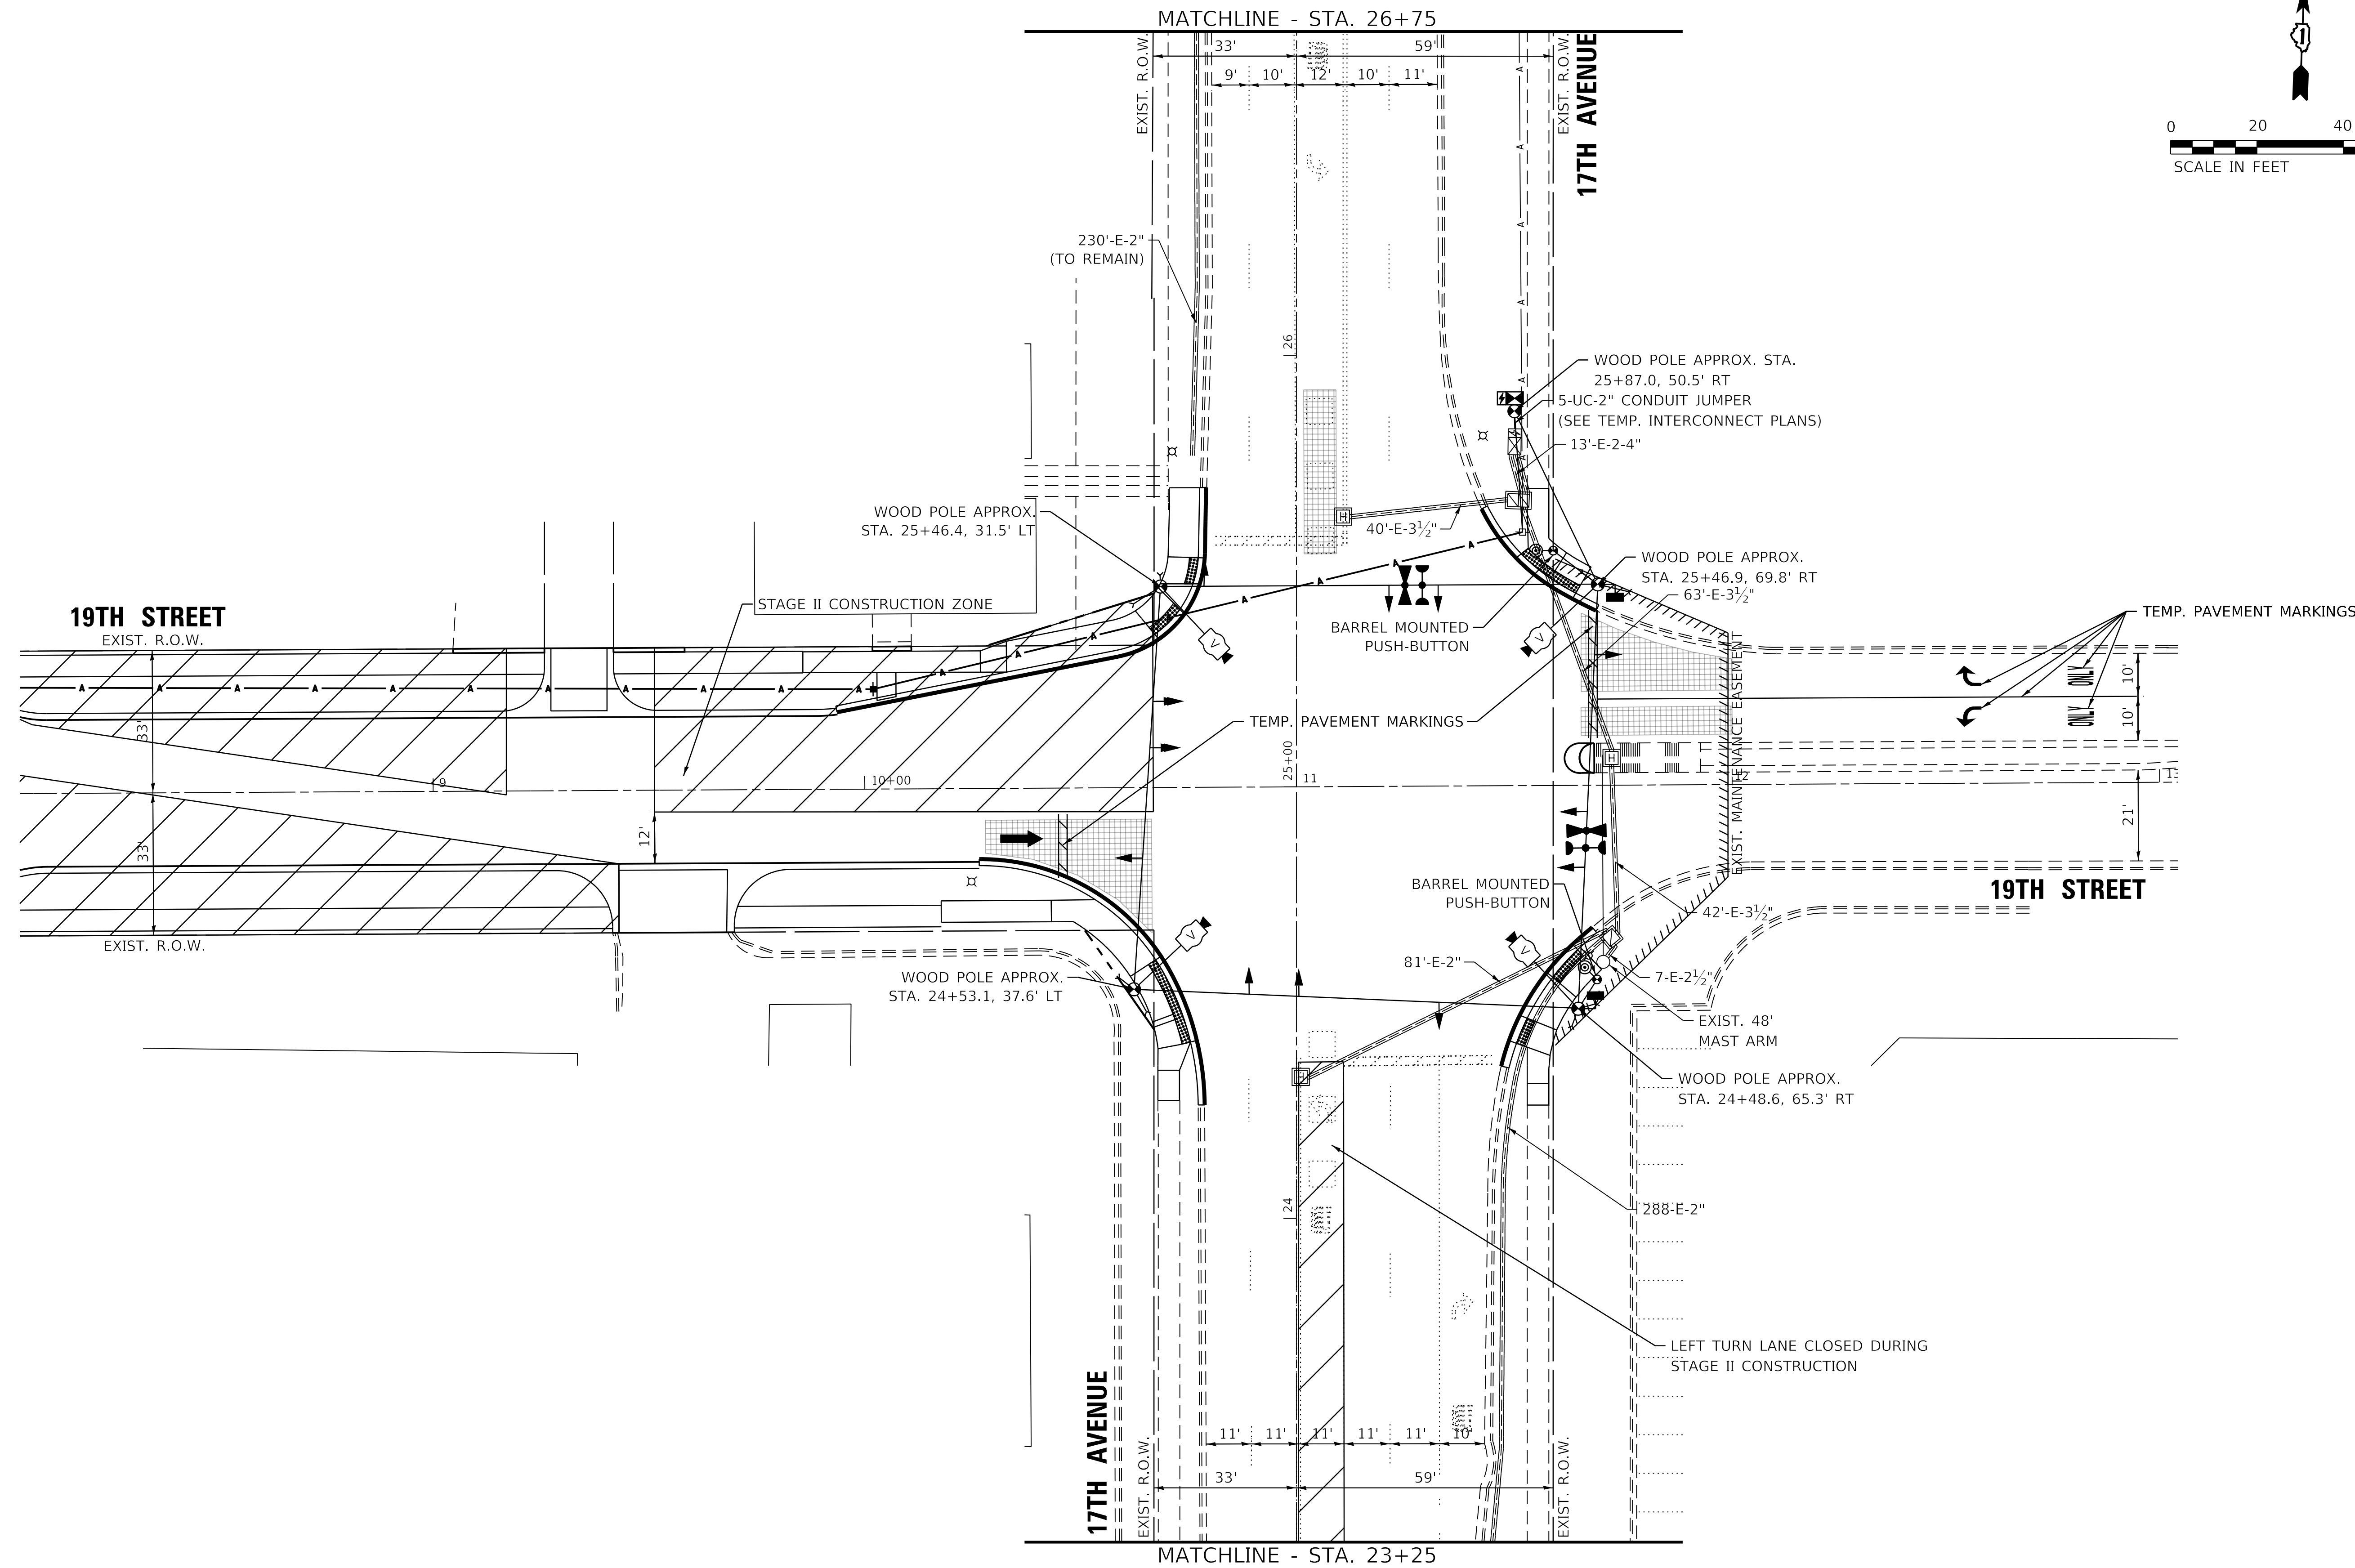 MATCHLINE - STA. 26+75
EXIST. R.O.W.
33'
59'
9'
10'
12'
10'
11'
EXIST. R.O.W.
17TH AVENUE
0
20
40
SCALE IN FEET
230'-E-2"
(TO REMAIN)
26
WOOD POLE APPROX. STA.
25+87.0, 50.5' RT
5-UC-2" CONDUIT JUMPER
(SEE TEMP. INTERCONNECT PLANS)
13'-E-2-4"
WOOD POLE APPROX.
STA. 25+46.4, 31.5' LT
H
40'-E-3½"
WOOD POLE APPROX.
STA. 25+46.9, 69.8' RT
63'-E-3½"
STAGE II CONSTRUCTION ZONE
19TH STREET
EXIST. R.O.W.
BARREL MOUNTED
PUSH-BUTTON
V
V
TEMP. PAVEMENT MARKINGS
A A A A A A A A A A A A A A A A
A A A A A A
33'
TEMP. PAVEMENT MARKINGS
EXIST. MAINTENANCE EASEMENT
10'
10'
H
9
10+00
25+00
11
12
13
33'
12'
21'
BARREL MOUNTED
PUSH-BUTTON
19TH STREET
42'-E-3½"
EXIST. R.O.W.
V
V
81'-E-2"
7-E-2½"
WOOD POLE APPROX.
STA. 24+53.1, 37.6' LT
EXIST. 48'
MAST ARM
H
WOOD POLE APPROX.
STA. 24+48.6, 65.3' RT
24
288-E-2"
LEFT TURN LANE CLOSED DURING
STAGE II CONSTRUCTION
17TH AVENUE
EXIST. R.O.W.
11'
11'
11'
11'
11'
10'
33'
59'
EXIST. R.O.W.
MATCHLINE - STA. 23+25